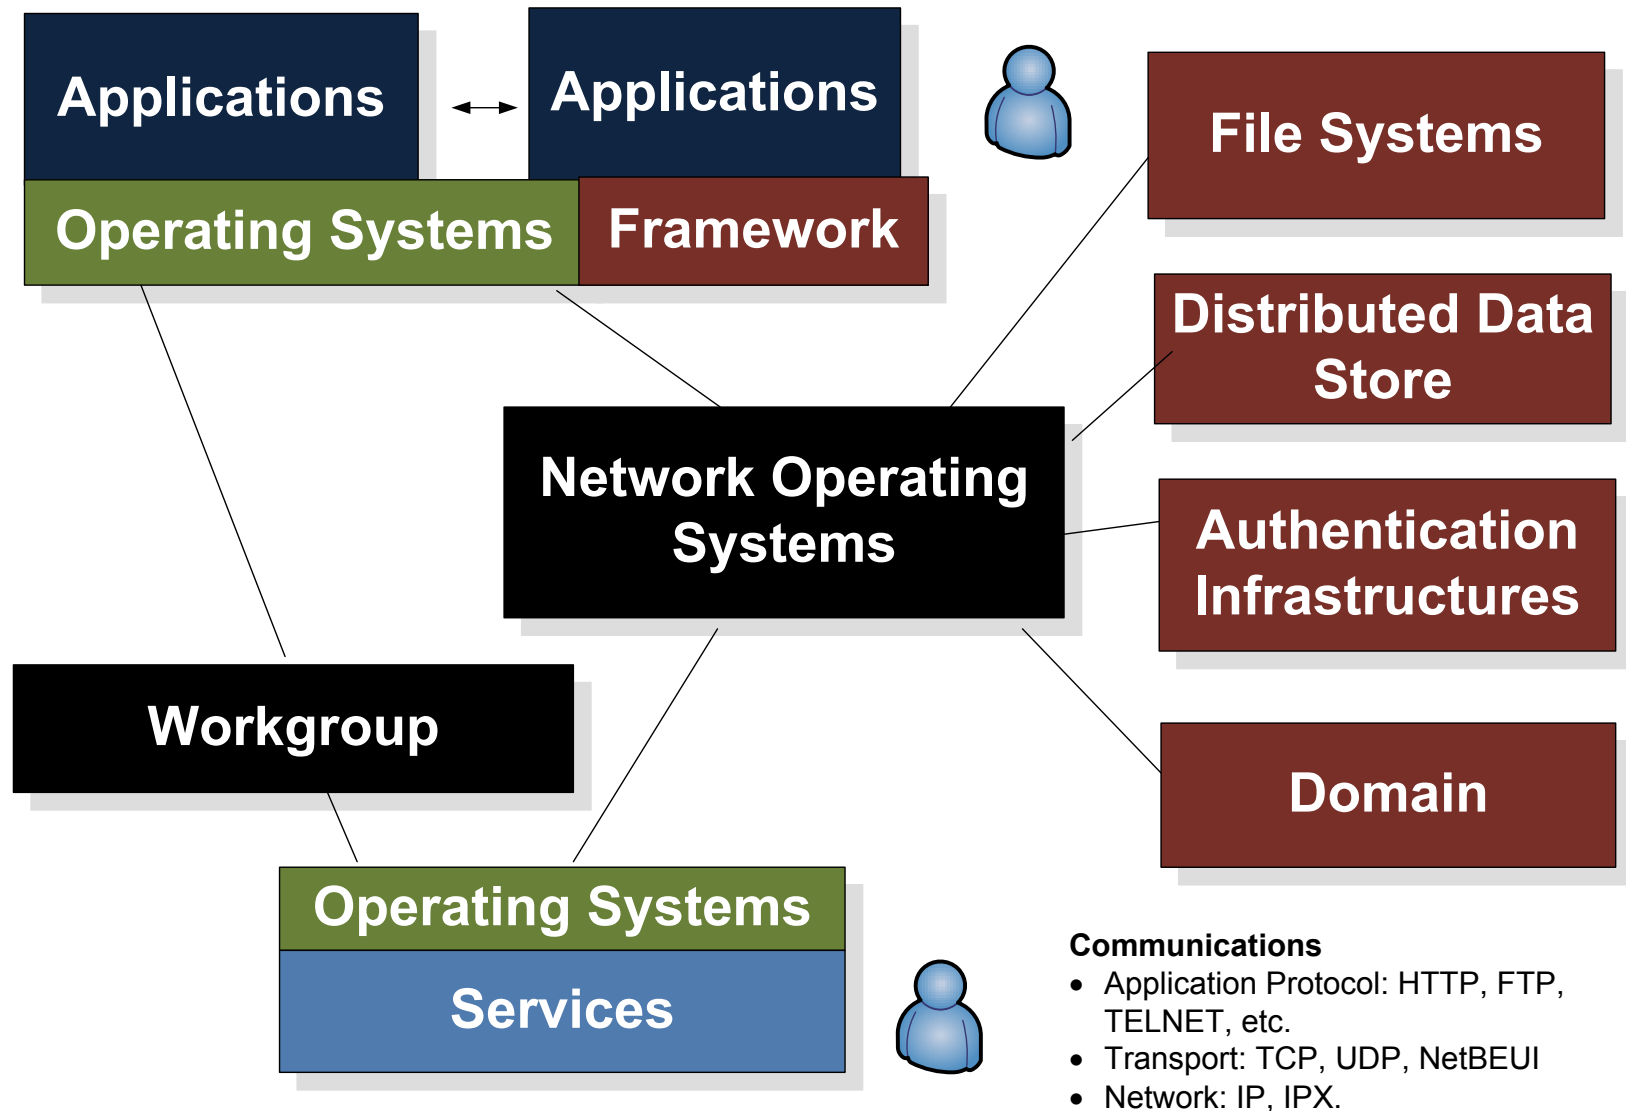 Applications
Applications
Operating Systems
Framework
File Systems
Distributed Data
Store
Network Operating
Systems
Authentication
Infrastructures
Workgroup
Domain
Operating Systems
Services
Communications
• Application Protocol: HTTP, FTP,
TELNET, etc.
• Transport: TCP, UDP, NetBEUI
• Network: IP, IPX.